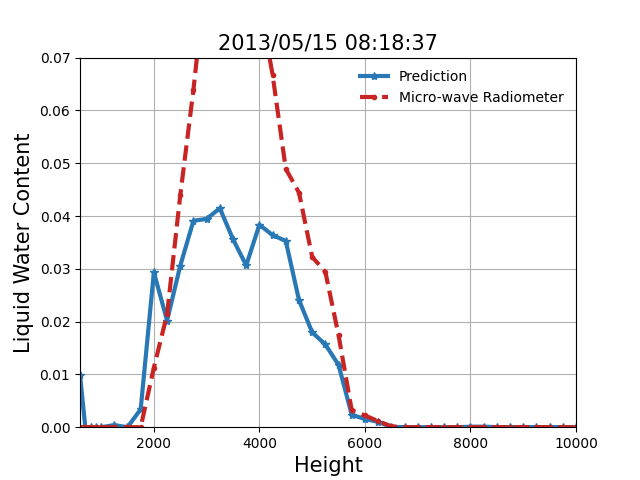 2013/05/15 08:18:37
0.07
0.06
0.05
0.04
0.03
0.02
0.01
0.00
Liquid Water Content
Prediction
Micro-wave Radiometer
2000 4000 6000 8000 10000
Height